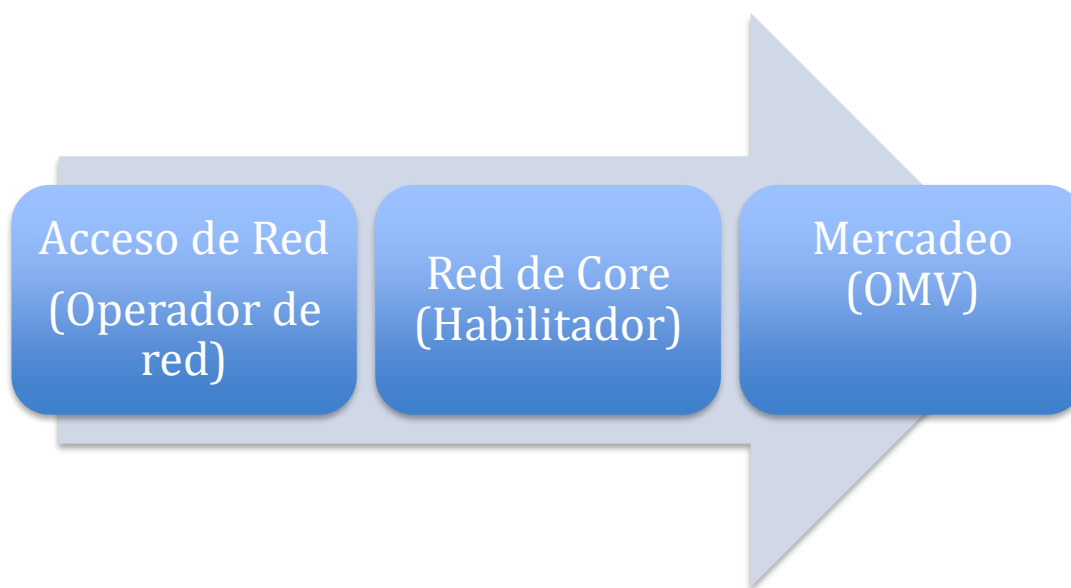 Acceso de Red
(Operador de
red)
Red de Core
(Habilitador)
Mercadeo
(OMV)